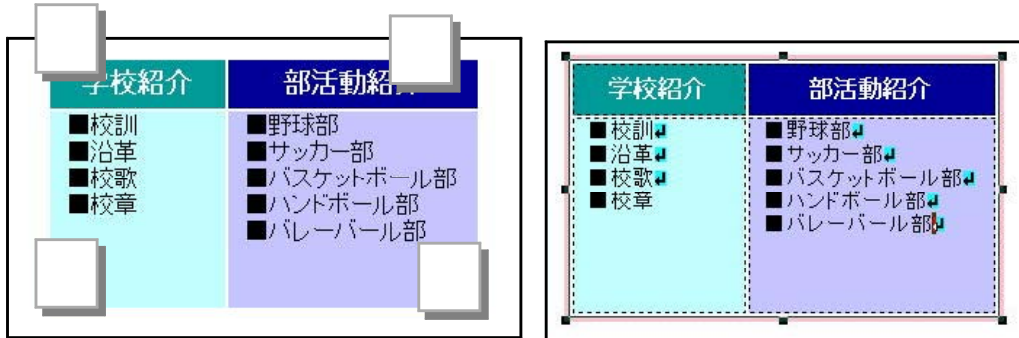 学校紹介
■校訓
■沿革
■校歌
■校章
部活動紹
■野球部
■サッカー部
■バスケットボール部
■ハンドボール部
■バレーバール部
学校紹介
■校訓
■沿革
■校歌
■校章
部活動紹介
■野球部
■サッカー部
■バスケットボール部
■ハンドボール部
■バレーバール部